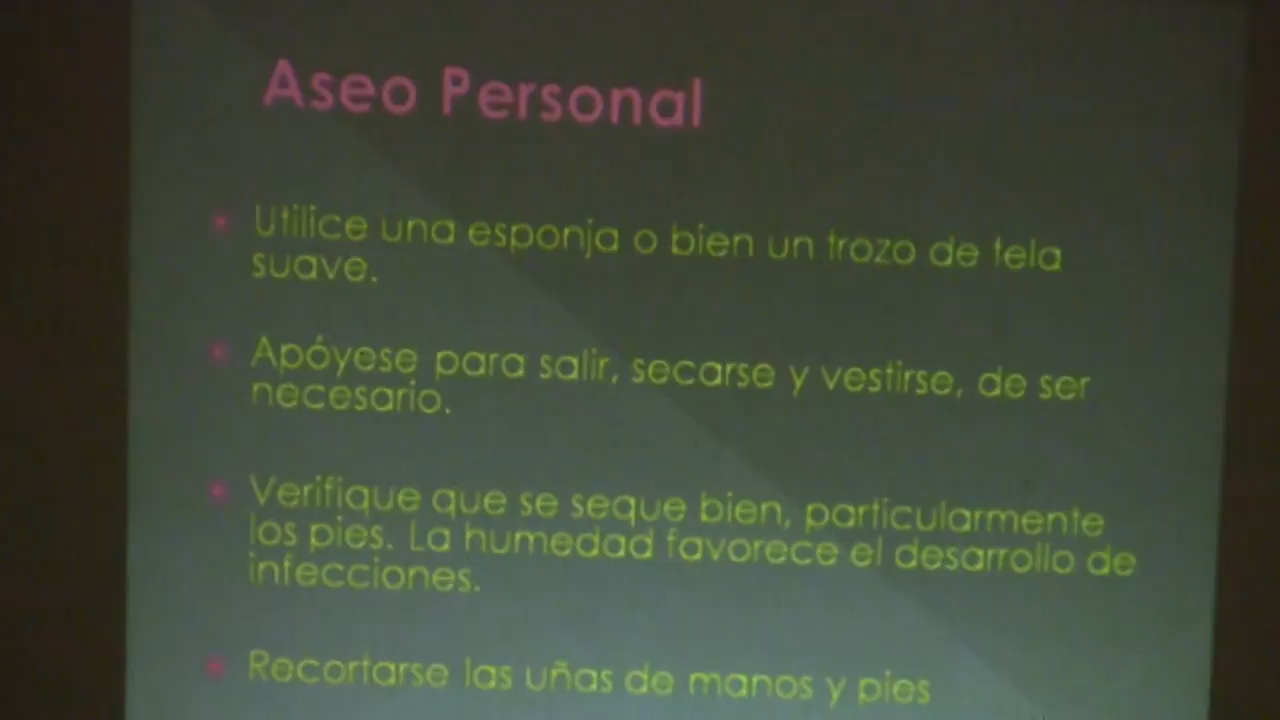 Aseo Personal
Utilice una esponja o bien un trozo de tela
suave.
Apóyese para salir, secarse y vestirse, de ser
necesario.
Verifique que se seque bien, particularmente
los pies. La humedad favorece el desarrollo de
infecciones.
Recortarse las uñas de manos y pies